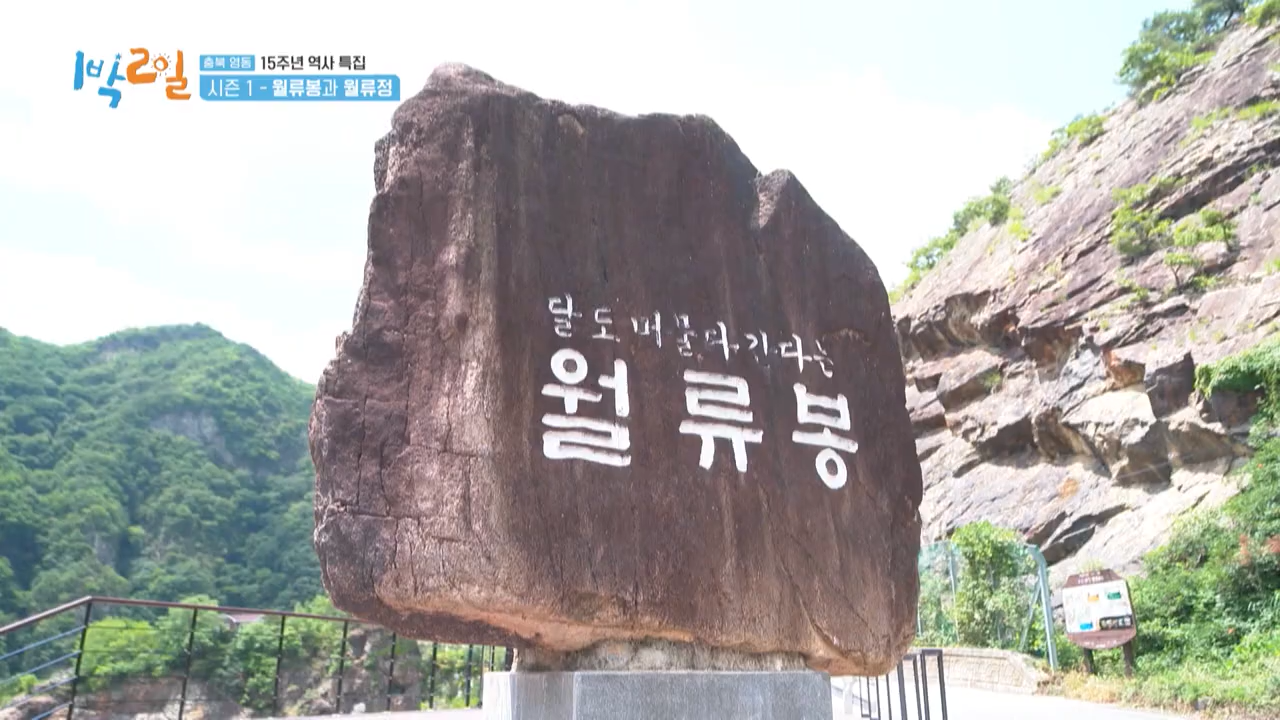 1박2일
충북 영동 15주년 역사 특집
시즌 1 - 월류봉과 월류정
달도 머물다 간다는
월류봉